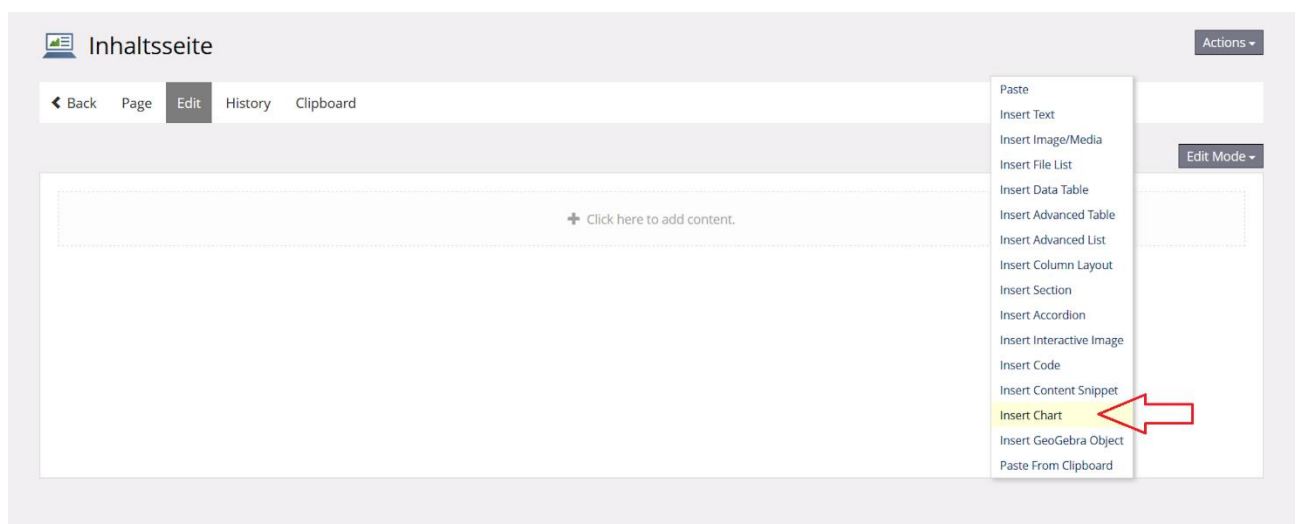 Inhaltsseite
Actions
Back Page Edit History Clipboard
Edit Mode
Click here to add content.
Paste
Insert Text
Insert Image/Media
Insert File List
Insert Data Table
Insert Advanced Table
Insert Advanced List
Insert Column Layout
Insert Section
Insert Accordion
Insert Interactive Image
Insert Code
Insert Content Snippet
Insert Chart
Insert GeoGebra Object
Paste From Clipboard